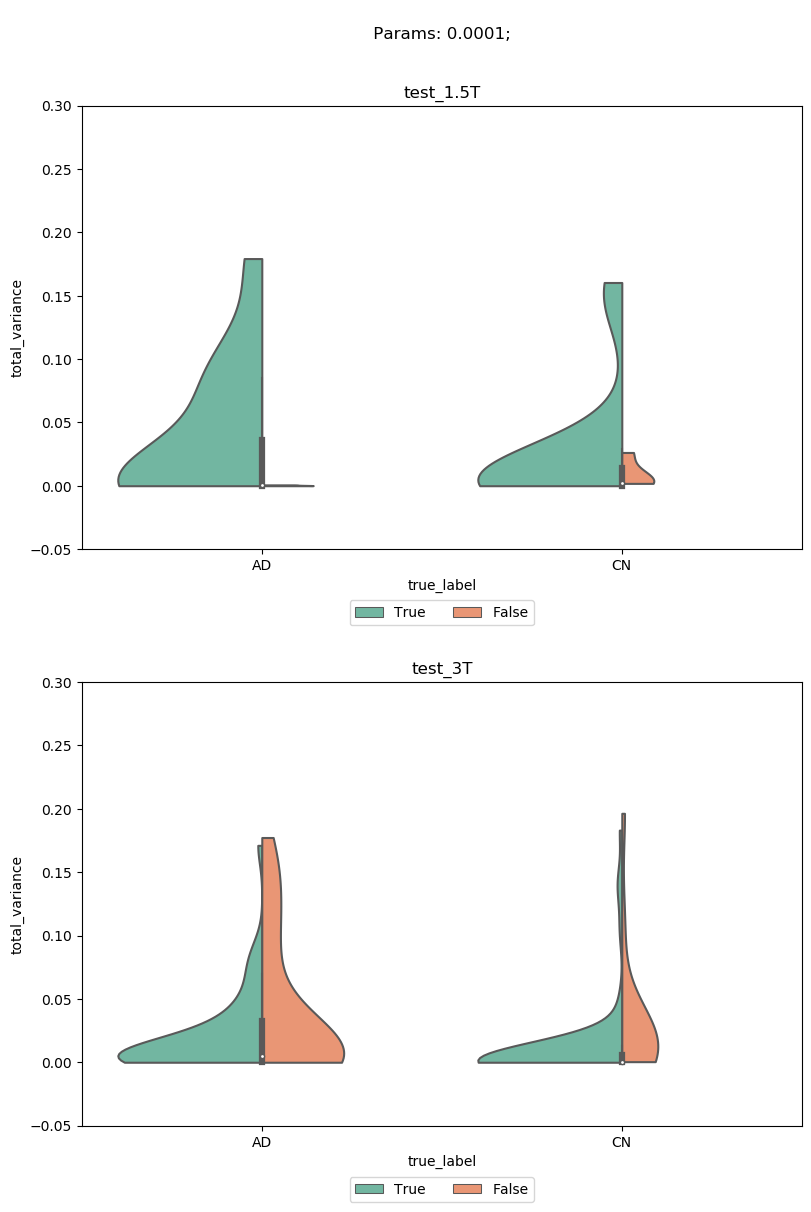 Params: 0.0001;
test_1.5T
0.30
0.25
0.20
0.15
0.10
0.05
0.00
−0.05
total_variance
AD CN
true_label
True False
test_3T
0.30
0.25
0.20
0.15
0.10
0.05
0.00
−0.05
total_variance
AD CN
true_label
True False